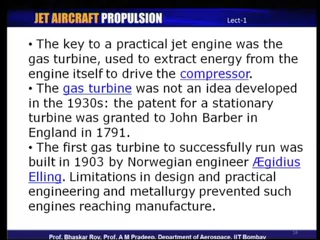 JET AIRCRAFT PROPULSION
Lect-1
• The key to a practical jet engine was the
gas turbine, used to extract energy from the
engine itself to drive the compressor.
• The gas turbine was not an idea developed
in the 1930s: the patent for a stationary
turbine was granted to John Barber in
England in 1791.
• The first gas turbine to successfully run was
built in 1903 by Norwegian engineer Ægidius
Elling. Limitations in design and practical
engineering and metallurgy prevented such
engines reaching manufacture.
Prof. Bhaskar Roy, Prof. A M Pradeep, Department of Aerospace, IIT Bombay